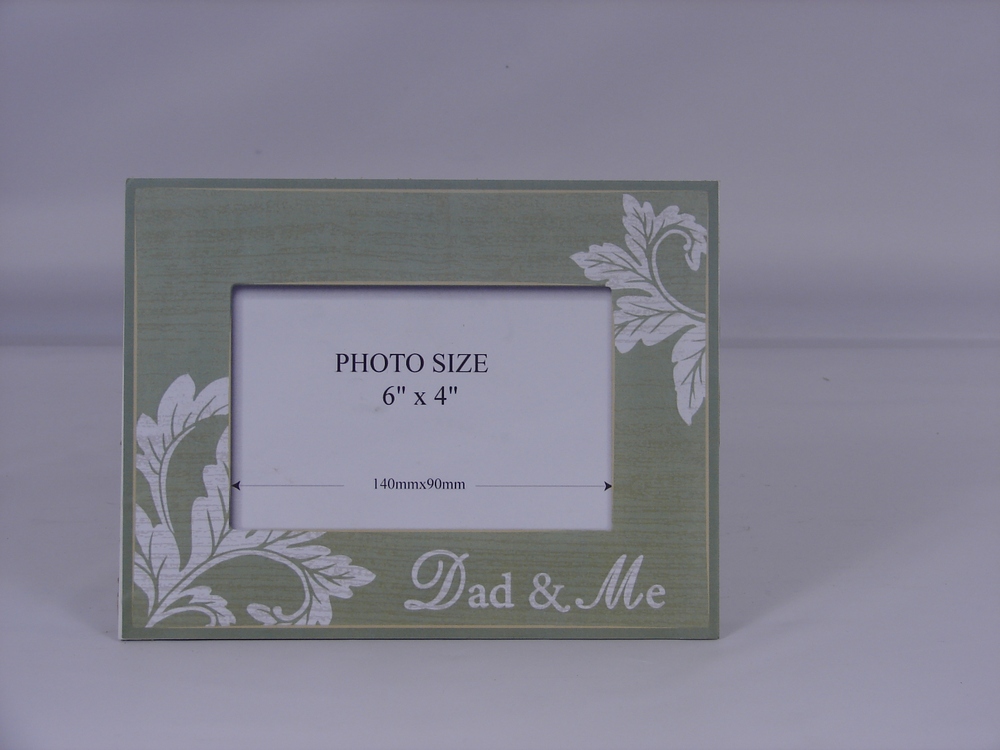 PHOTO SIZE
6" x 4"
140mmx90mm
Dad & Me